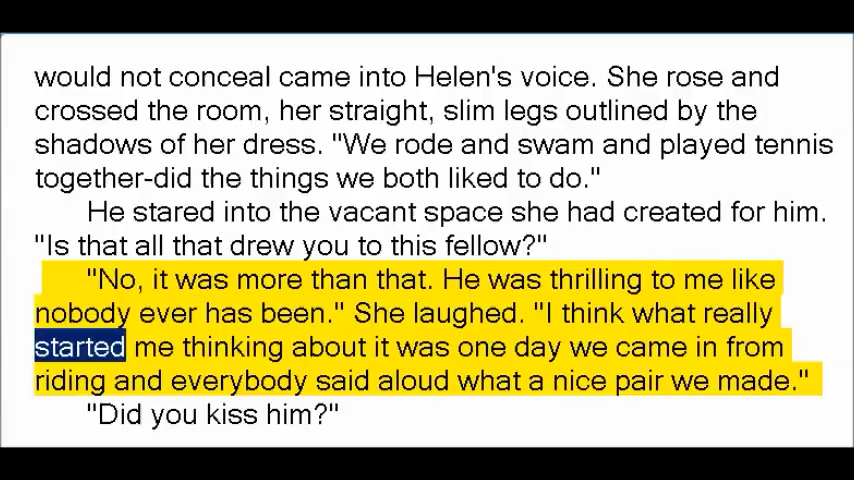 would not conceal came into Helen's voice. She rose and
crossed the room, her straight, slim legs outlined by the
shadows of her dress. "We rode and swam and played tennis
together-did the things we both liked to do."
He stared into the vacant space she had created for him.
"Is that all that drew you to this fellow?"
"No, it was more than that. He was thrilling to me like
nobody ever has been." She laughed. "I think what really
started me thinking about it was one day we came in from
riding and everybody said aloud what a nice pair we made."
"Did you kiss him?"